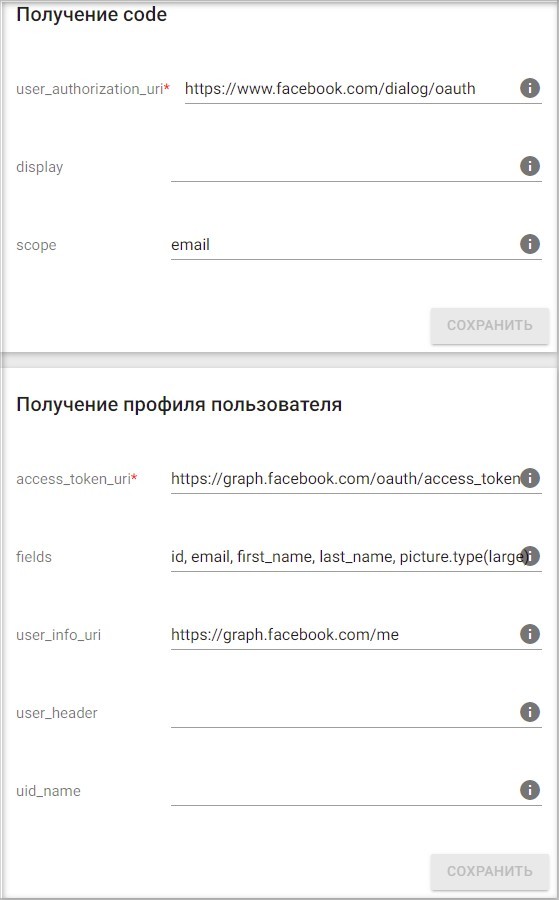 Получение code
user_authorization_uri* https://www.facebook.com/dialog/oauth
display
scope email
СОХРАНИТЬ
Получение профиля пользователя
access_token_uri* https://graph.facebook.com/oauth/access_token
fields id, email, first_name, last_name, picture.type(large)
user_info_uri https://graph.facebook.com/me
user_header
uid_name
СОХРАНИТЬ